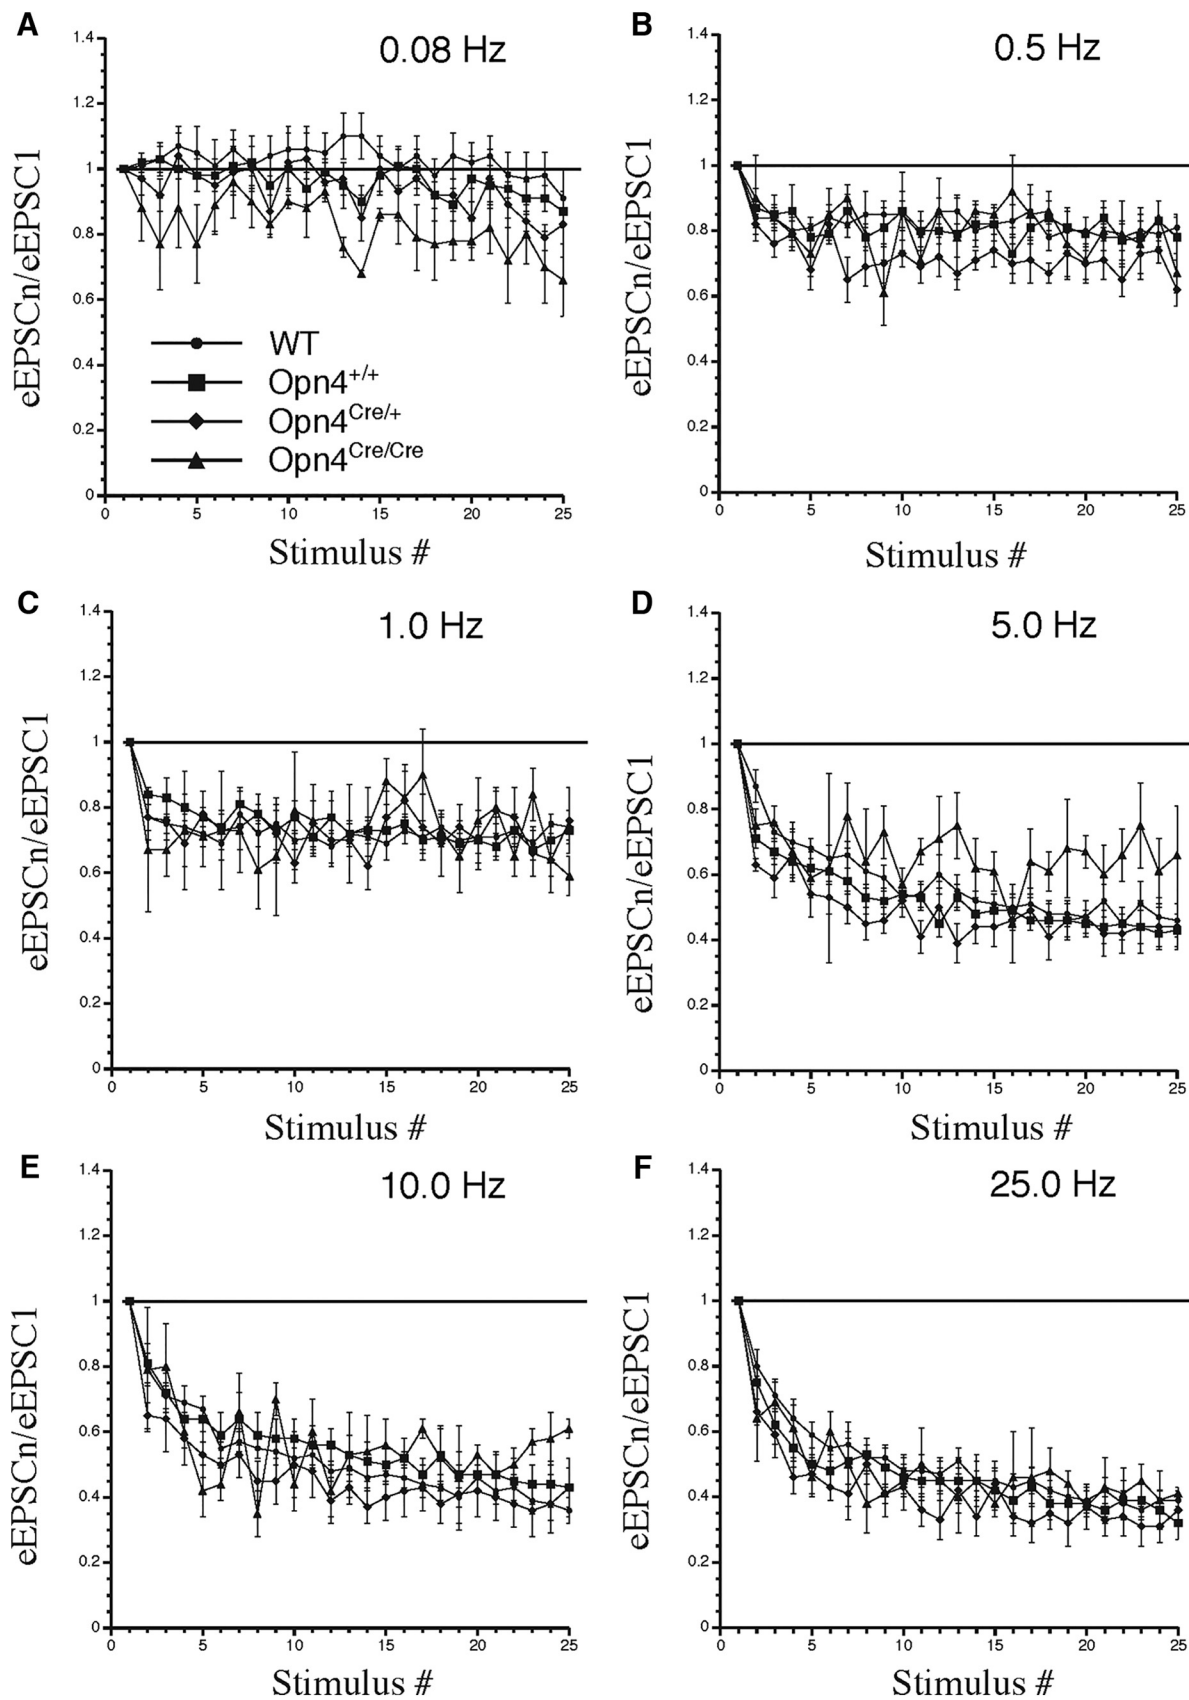 A
0.08 Hz
eEPSCn/eEPSC1
1.4
1.2
1
0.8
0.6
0.4
0.2
0
WT
Opn4+/+
Opn4Cre/+
Opn4Cre/Cre
0 5 10 15 20 25
Stimulus #
B
0.5 Hz
eEPSCn/eEPSC1
1.4
1.2
1
0.8
0.6
0.4
0.2
0
0 5 10 15 20 25
Stimulus #
C
1.0 Hz
eEPSCn/eEPSC1
1.4
1.2
1
0.8
0.6
0.4
0.2
0
0 5 10 15 20 25
Stimulus #
D
5.0 Hz
eEPSCn/eEPSC1
1.4
1.2
1
0.8
0.6
0.4
0.2
0
0 5 10 15 20 25
Stimulus #
E
10.0 Hz
eEPSCn/eEPSC1
1.4
1.2
1
0.8
0.6
0.4
0.2
0
0 5 10 15 20 25
Stimulus #
F
25.0 Hz
eEPSCn/eEPSC1
1.4
1.2
1
0.8
0.6
0.4
0.2
0
0 5 10 15 20 25
Stimulus #